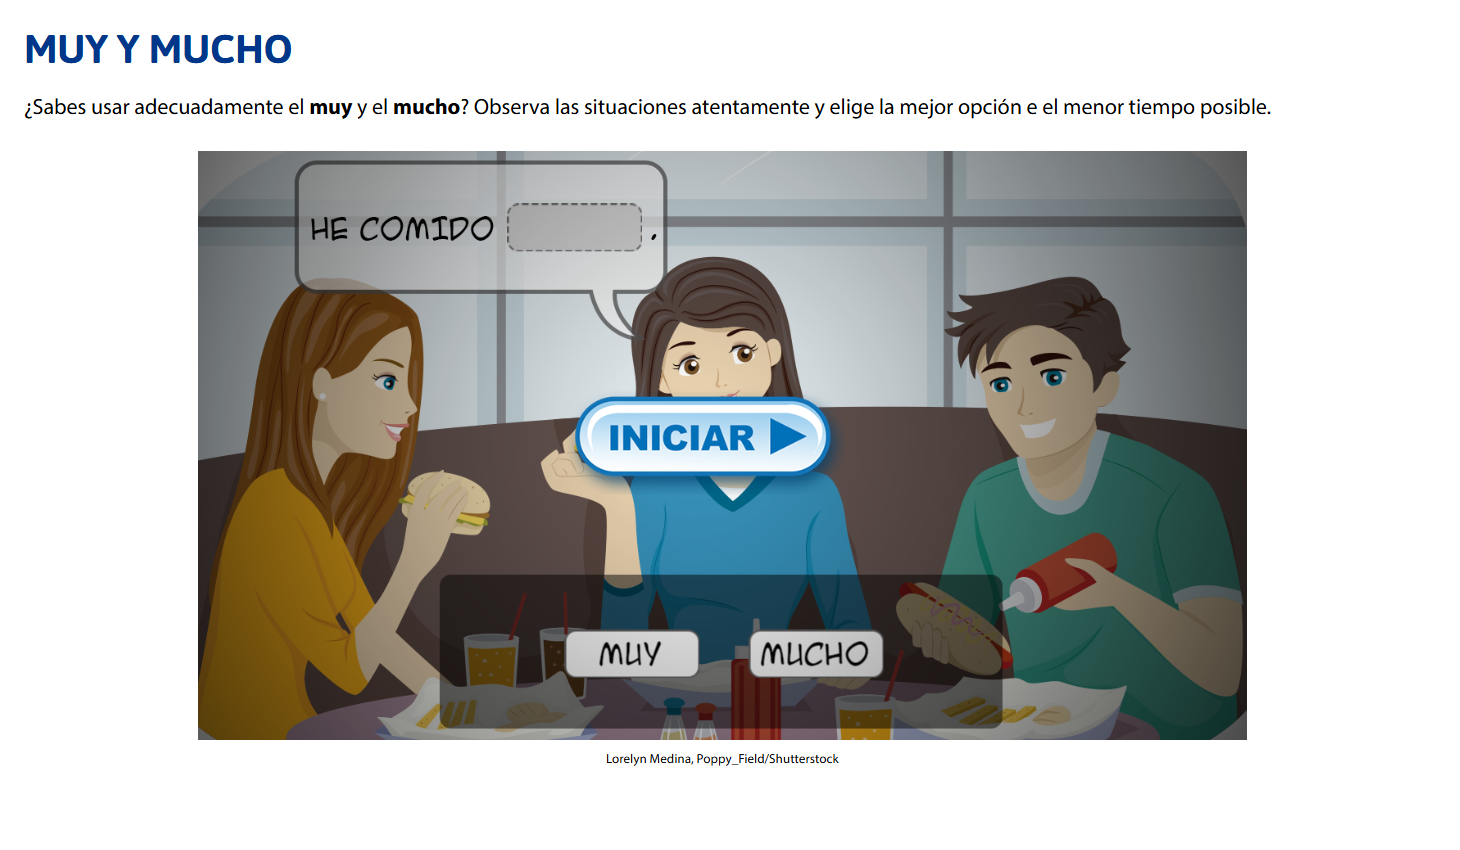 MUY Y MUCHO
¿Sabes usar adecuadamente el muy y el mucho? Observa las situaciones atentamente y elige la mejor opción e el menor tiempo posible.
HE COMIDO .
INICIAR
MUY MUCHO
Lorelyn Medina, Poppy_Field/Shutterstock